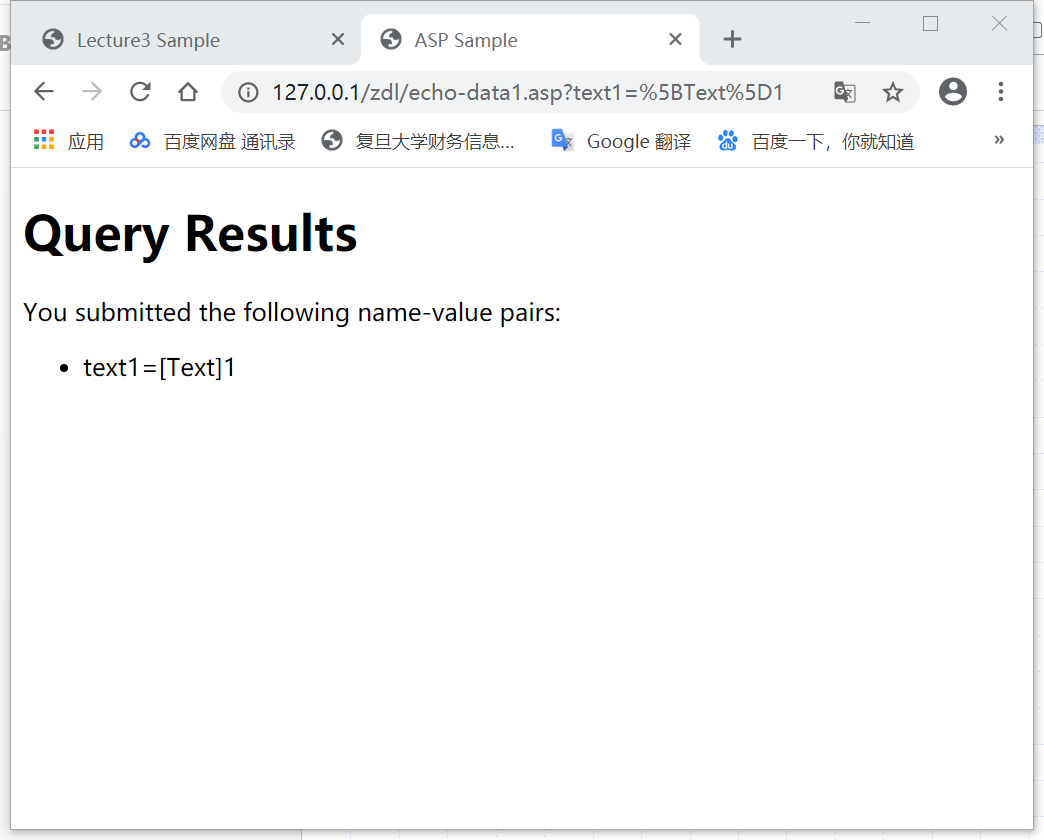 Lecture3 Sample ASP Sample
127.0.0.1/zdl/echo-data1.asp?text1=%5BText%5D1
应用 百度网盘 通讯录 复旦大学财务信息... Google 翻译 百度一下，你就知道 »
Query Results
You submitted the following name-value pairs:
• text1=[Text]1